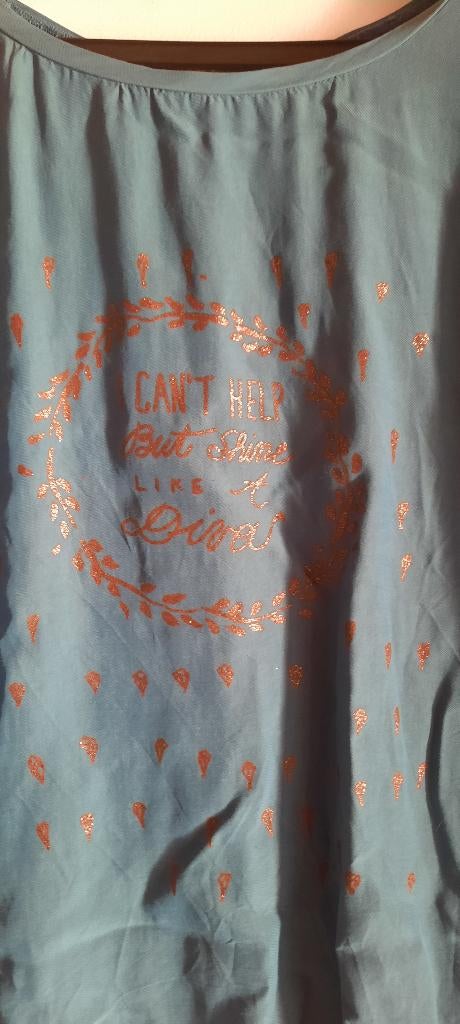 I CAN'T HELP
But Shine
LIKE A
Diva